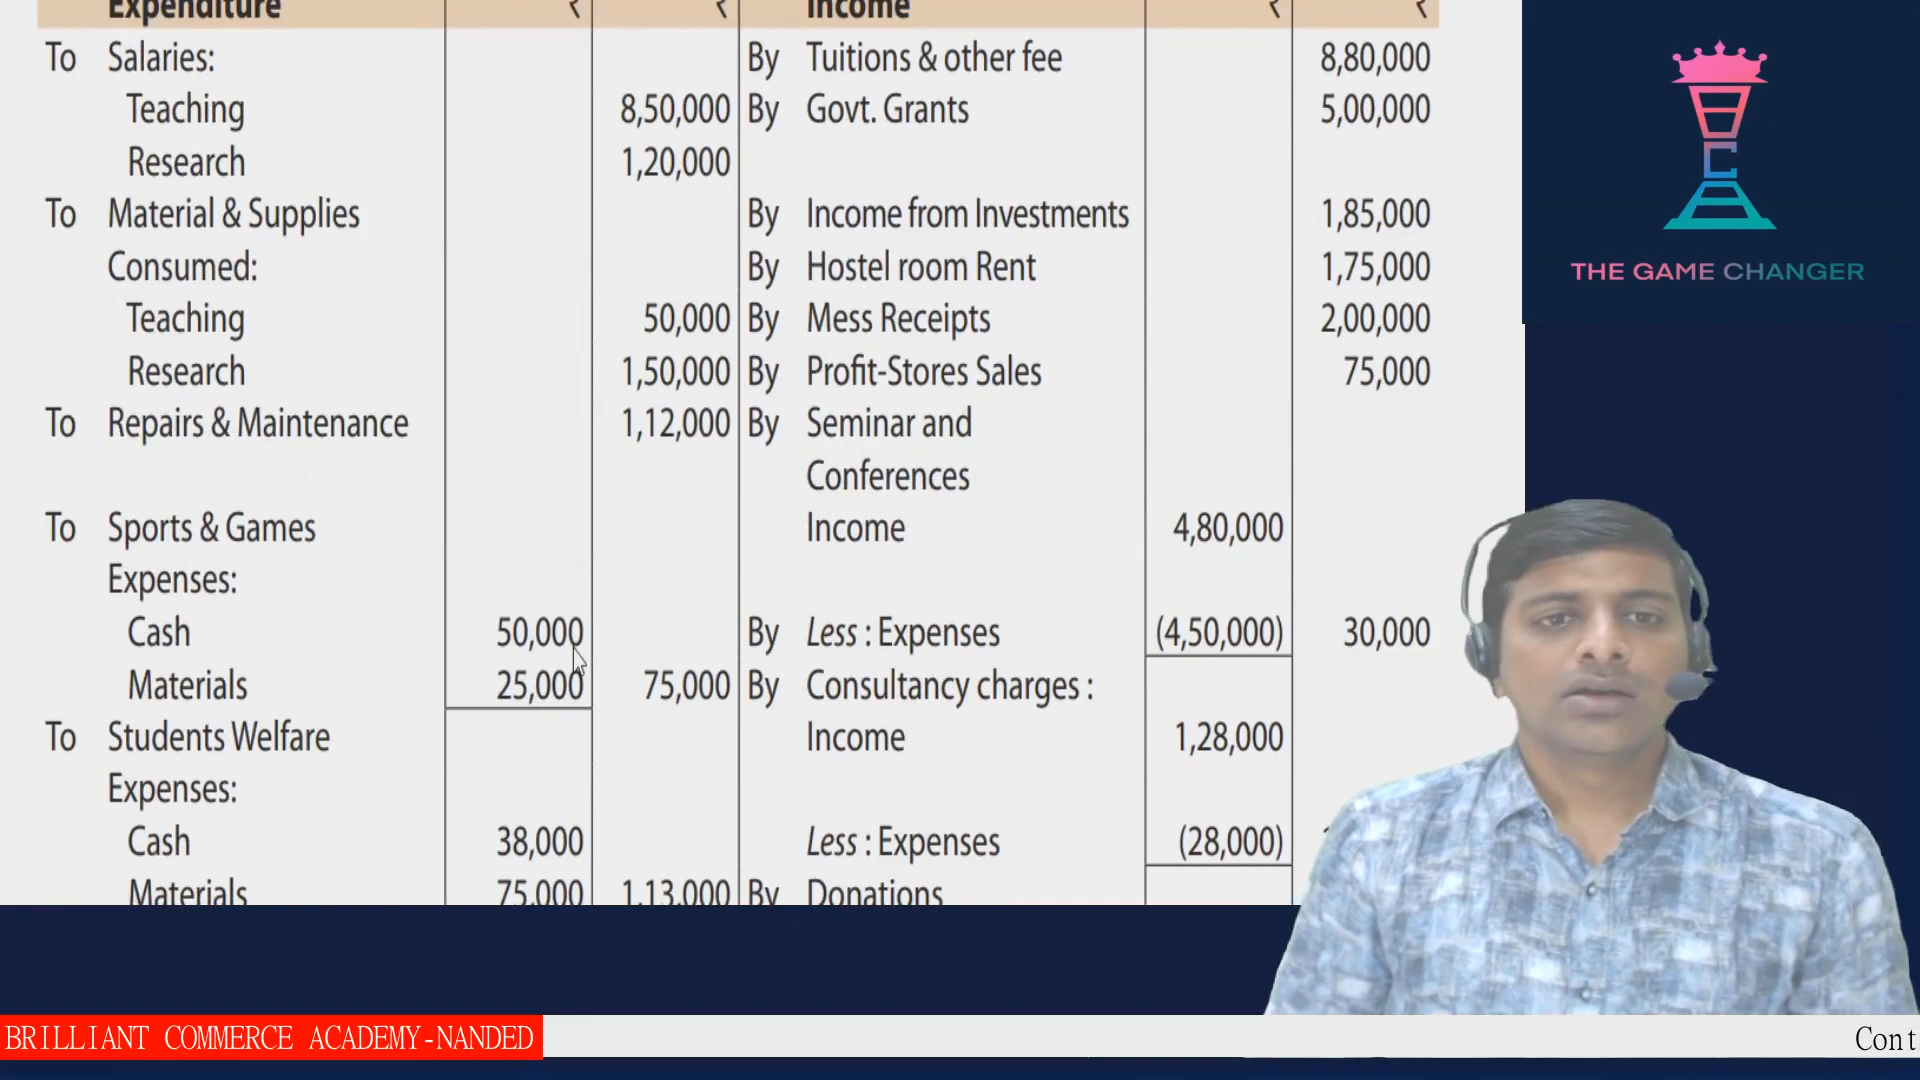 Expenditure ₹ ₹ Income ₹ ₹
To Salaries: By Tuitions & other fee 8,80,000
Teaching 8,50,000 By Govt. Grants 5,00,000
Research 1,20,000
To Material & Supplies By Income from Investments 1,85,000
Consumed: By Hostel room Rent 1,75,000
Teaching 50,000 By Mess Receipts 2,00,000
Research 1,50,000 By Profit-Stores Sales 75,000
To Repairs & Maintenance 1,12,000 By Seminar and
Conferences
To Sports & Games Income 4,80,000
Expenses:
Cash 50,000 By Less : Expenses (4,50,000) 30,000
Materials 25,000 75,000 By Consultancy charges :
To Students Welfare Income 1,28,000
Expenses:
Cash 38,000 Less : Expenses (28,000)
Materials 75,000 1,13,000 By Donations
THE GAME CHANGER
BRILLIANT COMMERCE ACADEMY-NANDED
Cont